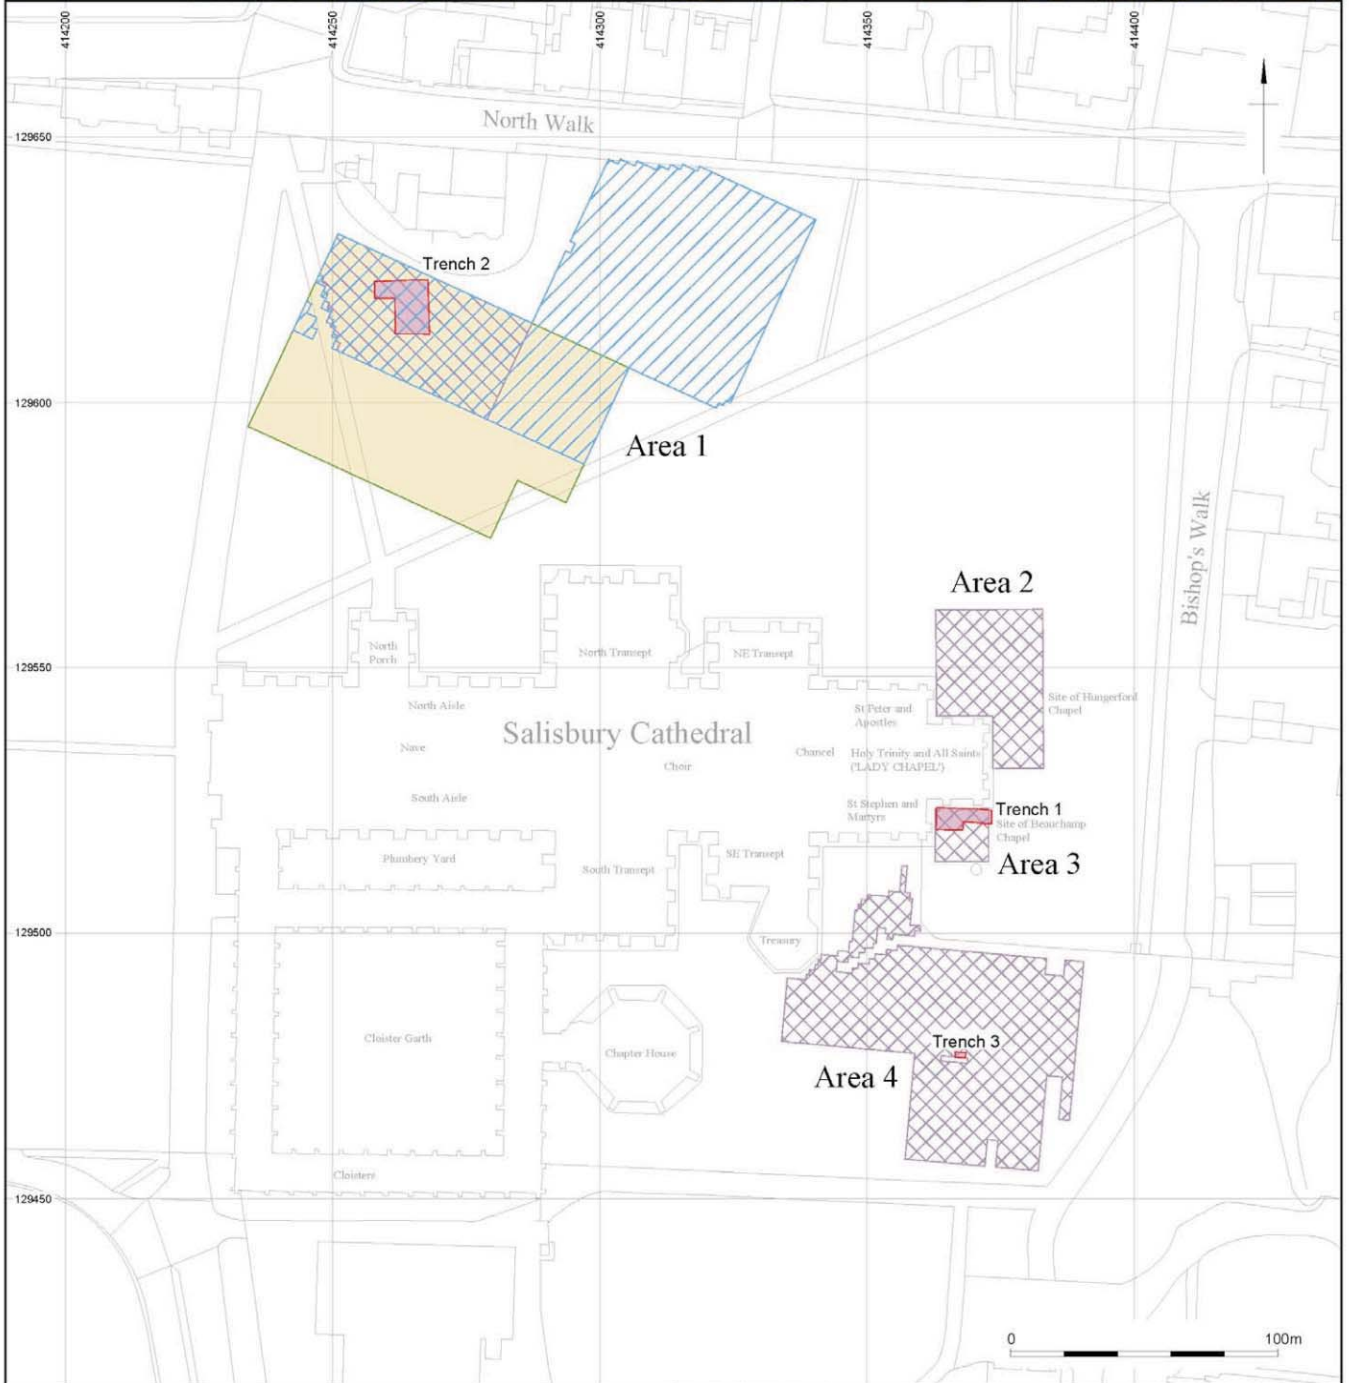 414200
414250
414300
414350
414400
North Walk
129650
Trench 2
129600
Area 1
Bishop's Walk
Area 2
North
Porch
North Transept
NE Transept
129550
Site of Hungerford
Chapel
North Aisle
St Peter and
Apostles
Salisbury Cathedral
Nave
Chancel
Holy Trinity and All Saints
('LADY CHAPEL')
Choir
South Aisle
St Stephen and
Martyrs
Trench 1
Site of Beauchamp
Chapel
Plumbery Yard
SE Transept
Area 3
South Transept
129500
Treasury
Cloister Garth
Trench 3
Chapter House
Area 4
Cloisters
129450
0 100m